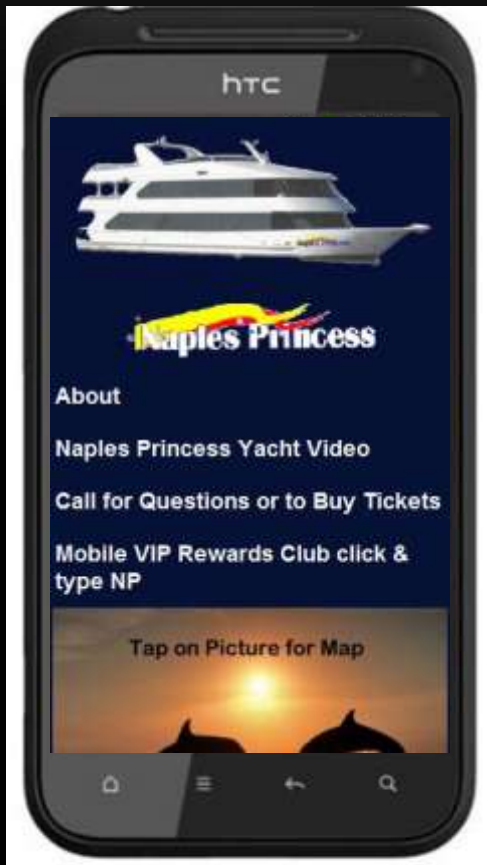 hTC
Naples Princess
About
Naples Princess Yacht Video
Call for Questions or to Buy Tickets
Mobile VIP Rewards Club click &
type NP
Tap on Picture for Map